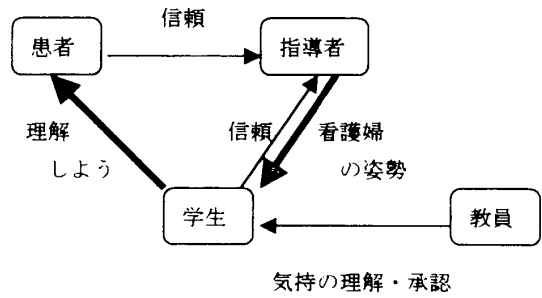 信頼
患者
指導者
理解
しよう
信頼
看護婦
の姿勢
学生
教員
気持の理解・承認